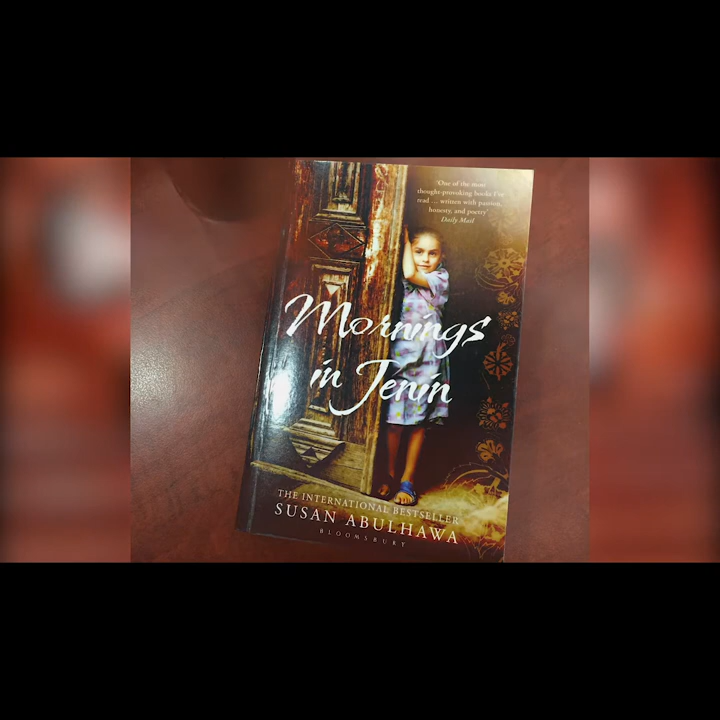 'One of the most
thought-provoking books I've
read ... written with passion,
honesty, and poetry'
Daily Mail
Mornings
in Jenin
THE INTERNATIONAL BESTSELLER
SUSAN ABULHAWA
BLOOMSBURY